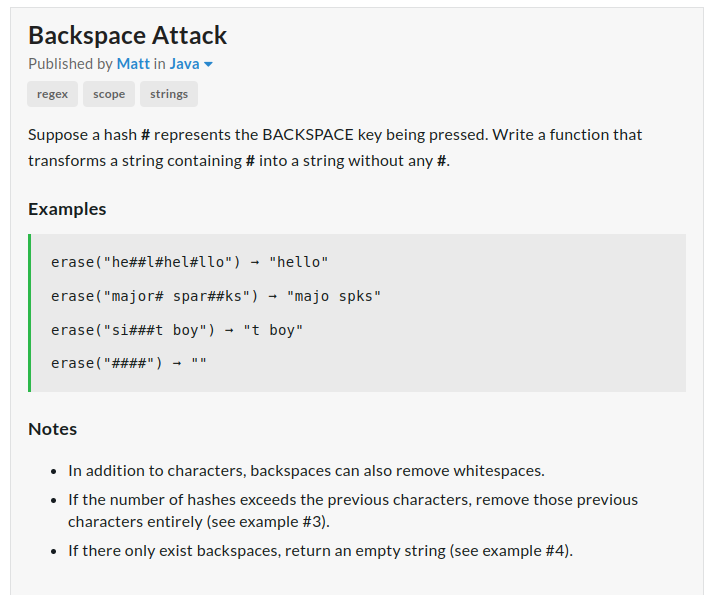 Backspace Attack
Published by Matt in Java
regex scope strings
Suppose a hash # represents the BACKSPACE key being pressed. Write a function that
transforms a string containing # into a string without any #.
Examples
erase("he##l#hel#llo") → "hello"
erase("major# spar##ks") → "majo spks"
erase("si###t boy") → "t boy"
erase("####") → ""
Notes
• In addition to characters, backspaces can also remove whitespaces.
• If the number of hashes exceeds the previous characters, remove those previous
characters entirely (see example #3).
• If there only exist backspaces, return an empty string (see example #4).